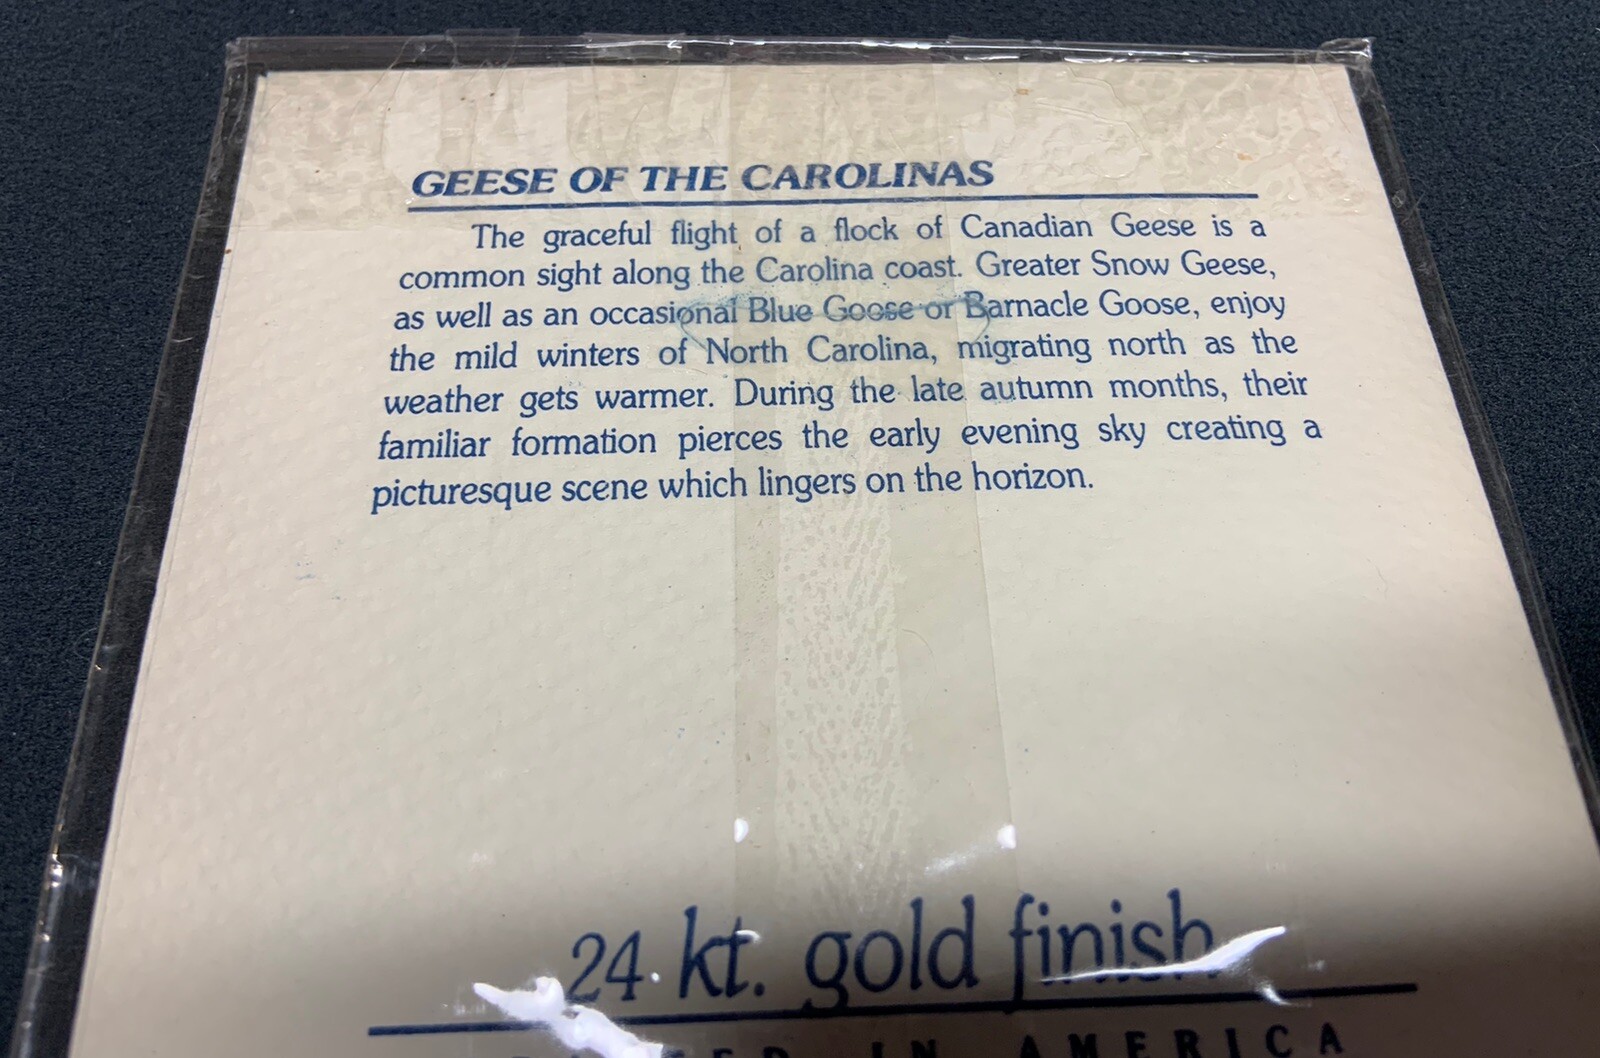 GEESE OF THE CAROLINAS
The graceful flight of a flock of Canadian Geese is a
common sight along the Carolina coast. Greater Snow Geese,
as well as an occasional Blue Goose or Barnacle Goose, enjoy
the mild winters of North Carolina, migrating north as the
weather gets warmer. During the late autumn months, their
familiar formation pierces the early evening sky creating a
picturesque scene which lingers on the horizon.
24 kt. gold finish
IN AMERICA